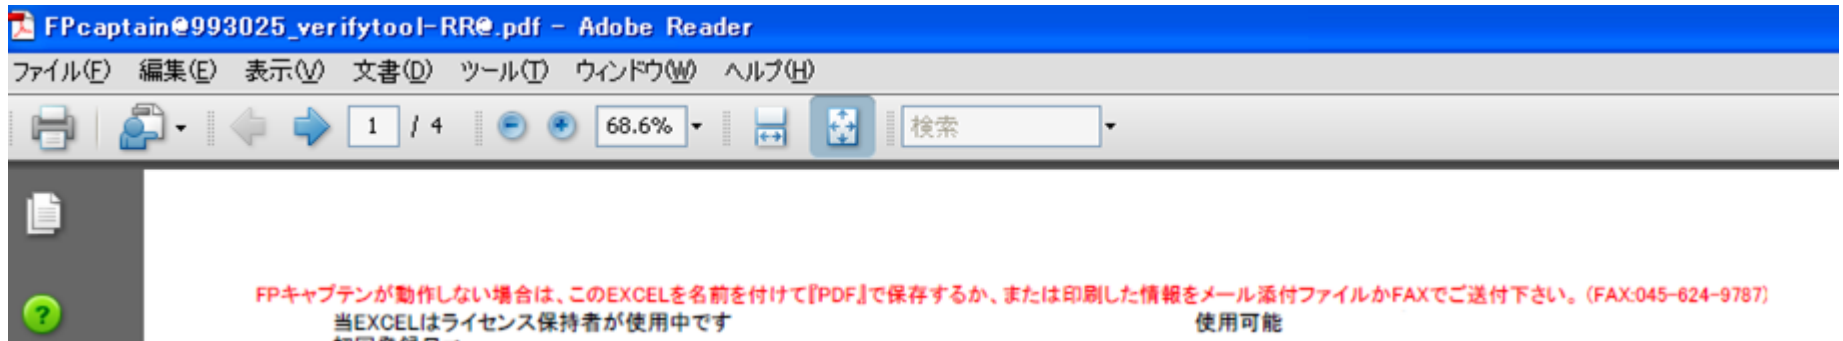 FPcaptain@993025_verifytool-RR@.pdf - Adobe Reader
ファイル(F) 編集(E) 表示(V) 文書(D) ツール(T) ウィンドウ(W) ヘルプ(H)
1 / 4 68.6% 検索
FPキャプテンが動作しない場合は、このEXCELを名前を付けて『PDF』で保存するか、または印刷した情報をメール添付ファイルかFAXでご送付下さい。(FAX:045-624-9787)
当EXCELはライセンス保持者が使用中です 使用可能